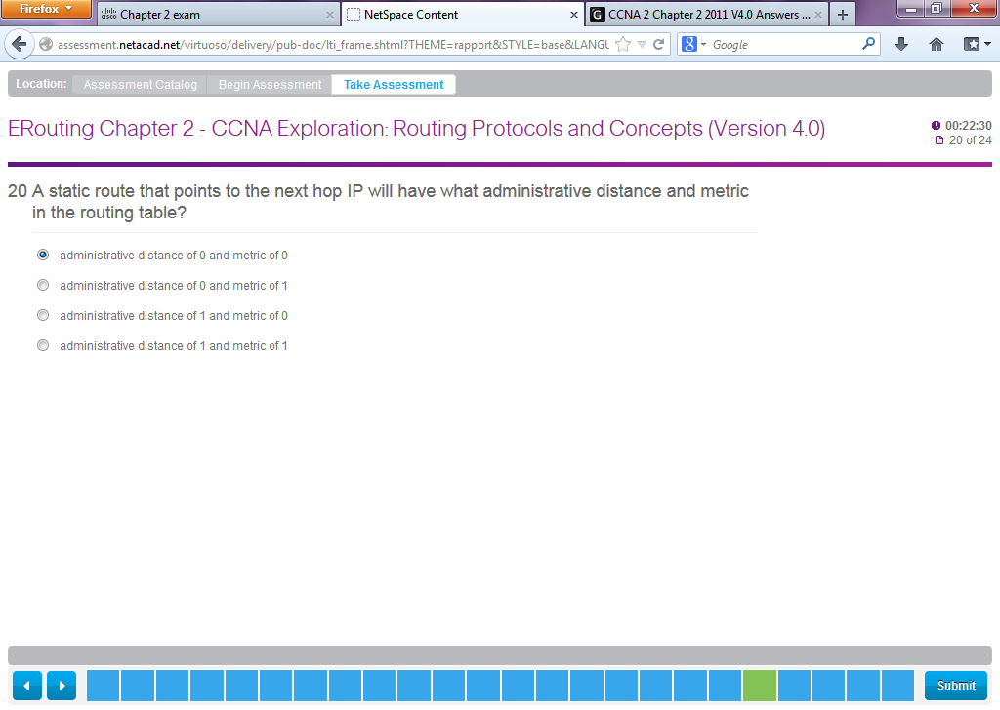 Firefox
Chapter 2 exam
NetSpace Content
CCNA 2 Chapter 2 2011 V4.0 Answers ...
assessment.netacad.net/virtuoso/delivery/pub-doc/lti_frame.shtml?THEME=rapport&STYLE=base&LANGU
Google
Location:
Assessment Catalog
Begin Assessment
Take Assessment
ERouting Chapter 2 - CCNA Exploration: Routing Protocols and Concepts (Version 4.0)
00:22:30
20 of 24
20 A static route that points to the next hop IP will have what administrative distance and metric
in the routing table?
administrative distance of 0 and metric of 0
administrative distance of 0 and metric of 1
administrative distance of 1 and metric of 0
administrative distance of 1 and metric of 1
Submit